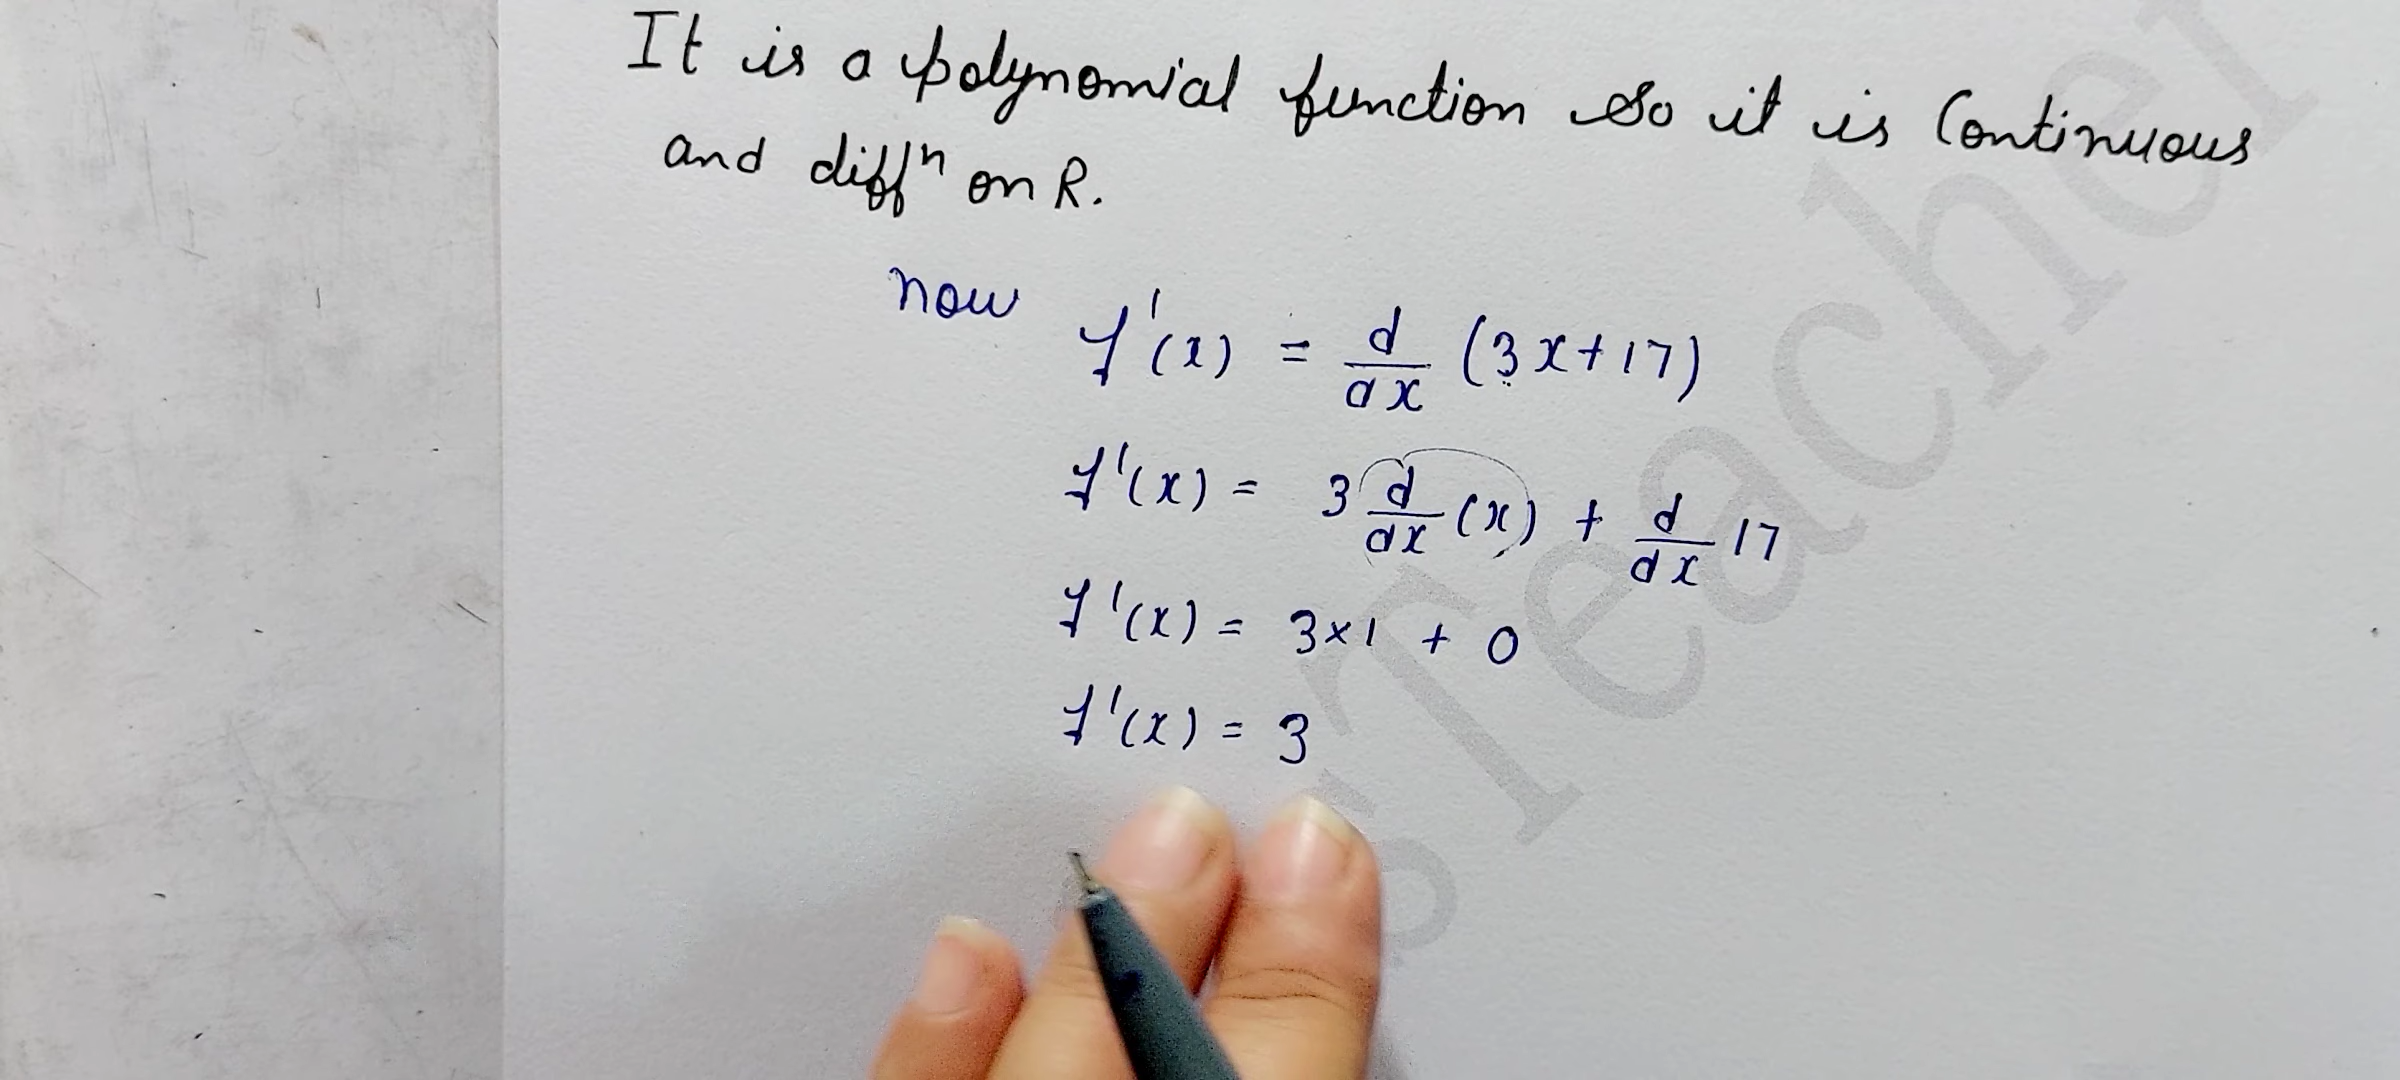 It is a polynomial function so it is Continuous
and diffⁿ on R.
now f'(x) = d/dx (3x+17)
f'(x) = 3 d/dx (x) + d/dx 17
f'(x) = 3×1 + 0
f'(x) = 3
Teacher